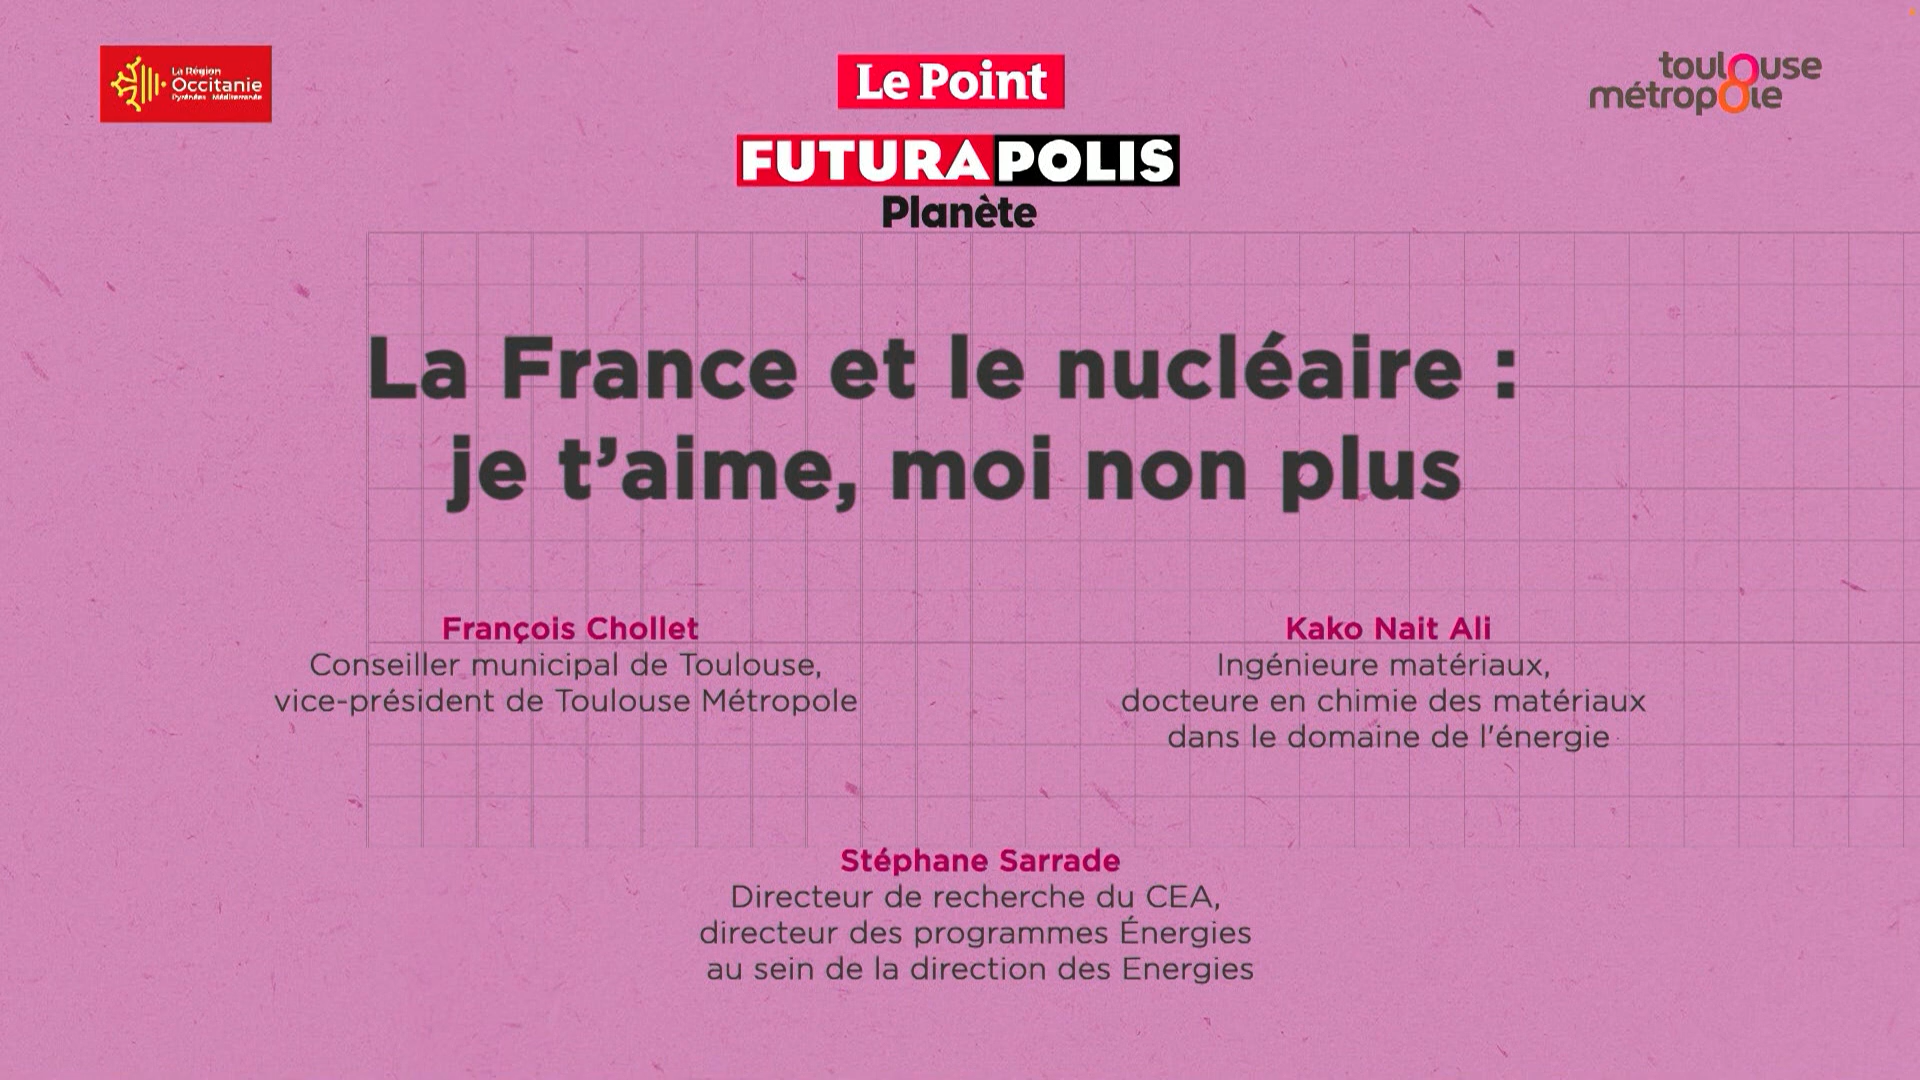 La Région
Occitanie
Pyrénées - Méditerranée
Le Point
toulouse
métropole
FUTURAPOLIS
Planète
La France et le nucléaire :
je t’aime, moi non plus
François Chollet
Conseiller municipal de Toulouse,
vice-président de Toulouse Métropole
Kako Nait Ali
Ingénieure matériaux,
docteure en chimie des matériaux
dans le domaine de l'énergie
Stéphane Sarrade
Directeur de recherche du CEA,
directeur des programmes Énergies
au sein de la direction des Energies